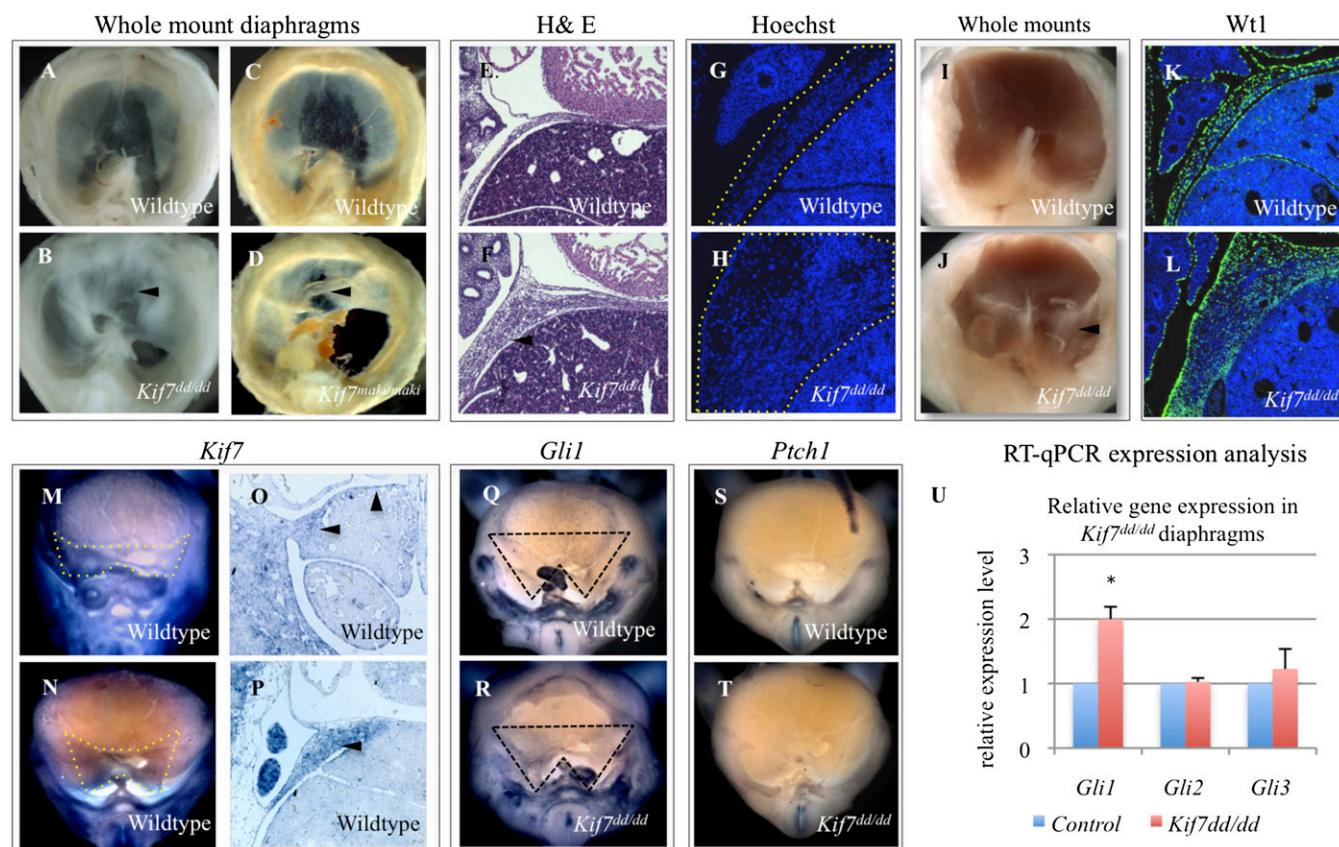 Whole mount diaphragms
H& E
Hoechst
Whole mounts
Wt1
A
C
E.
G
I
K
Wildtype
Wildtype
Wildtype
Wildtype
Wildtype
Wildtype
B
D
F
H
J
L
Kif7dd/dd
Kif7maki/maki
Kif7dd/dd
Kif7dd/dd
Kif7dd/dd
Kif7dd/dd
Kif7
Gli1
Ptch1
RT-qPCR expression analysis
M
O
Q
S
U
Wildtype
Wildtype
Wildtype
Wildtype
N
P
R
T
Wildtype
Wildtype
Kif7dd/dd
Kif7dd/dd
Relative gene expression in
Kif7dd/dd diaphragms
relative expression level
3
2
1
0
*
Gli1
Gli2
Gli3
Control
Kif7dd/dd